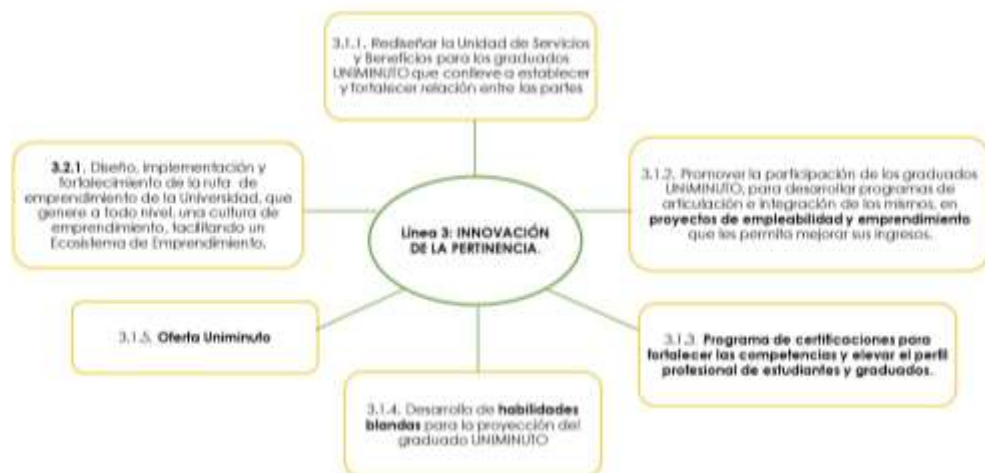 3.1.1. Rediseñar la Unidad de Servicios
y Beneficios para los graduados
UNIMINUTO que conlleve a establecer
y fortalecer relación entre las partes
3.2.1. Diseño, implementación y
fortalecimiento de la ruta de
emprendimiento de la Universidad, que
genere a todo nivel, una cultura de
emprendimiento, facilitando un
Ecosistema de Emprendimiento.
3.1.2. Promover la participación de los graduados
UNIMINUTO, para desarrollar programas de
articulación e integración de los mismos, en
proyectos de empleabilidad y emprendimiento
que les permita mejorar sus ingresos.
Línea 3: INNOVACIÓN
DE LA PERTINENCIA.
3.1.5. Oferta Uniminuto
3.1.3. Programa de certificaciones para
fortalecer las competencias y elevar el perfil
profesional de estudiantes y graduados.
3.1.4. Desarrollo de habilidades
blandas para la proyección del
graduado UNIMINUTO